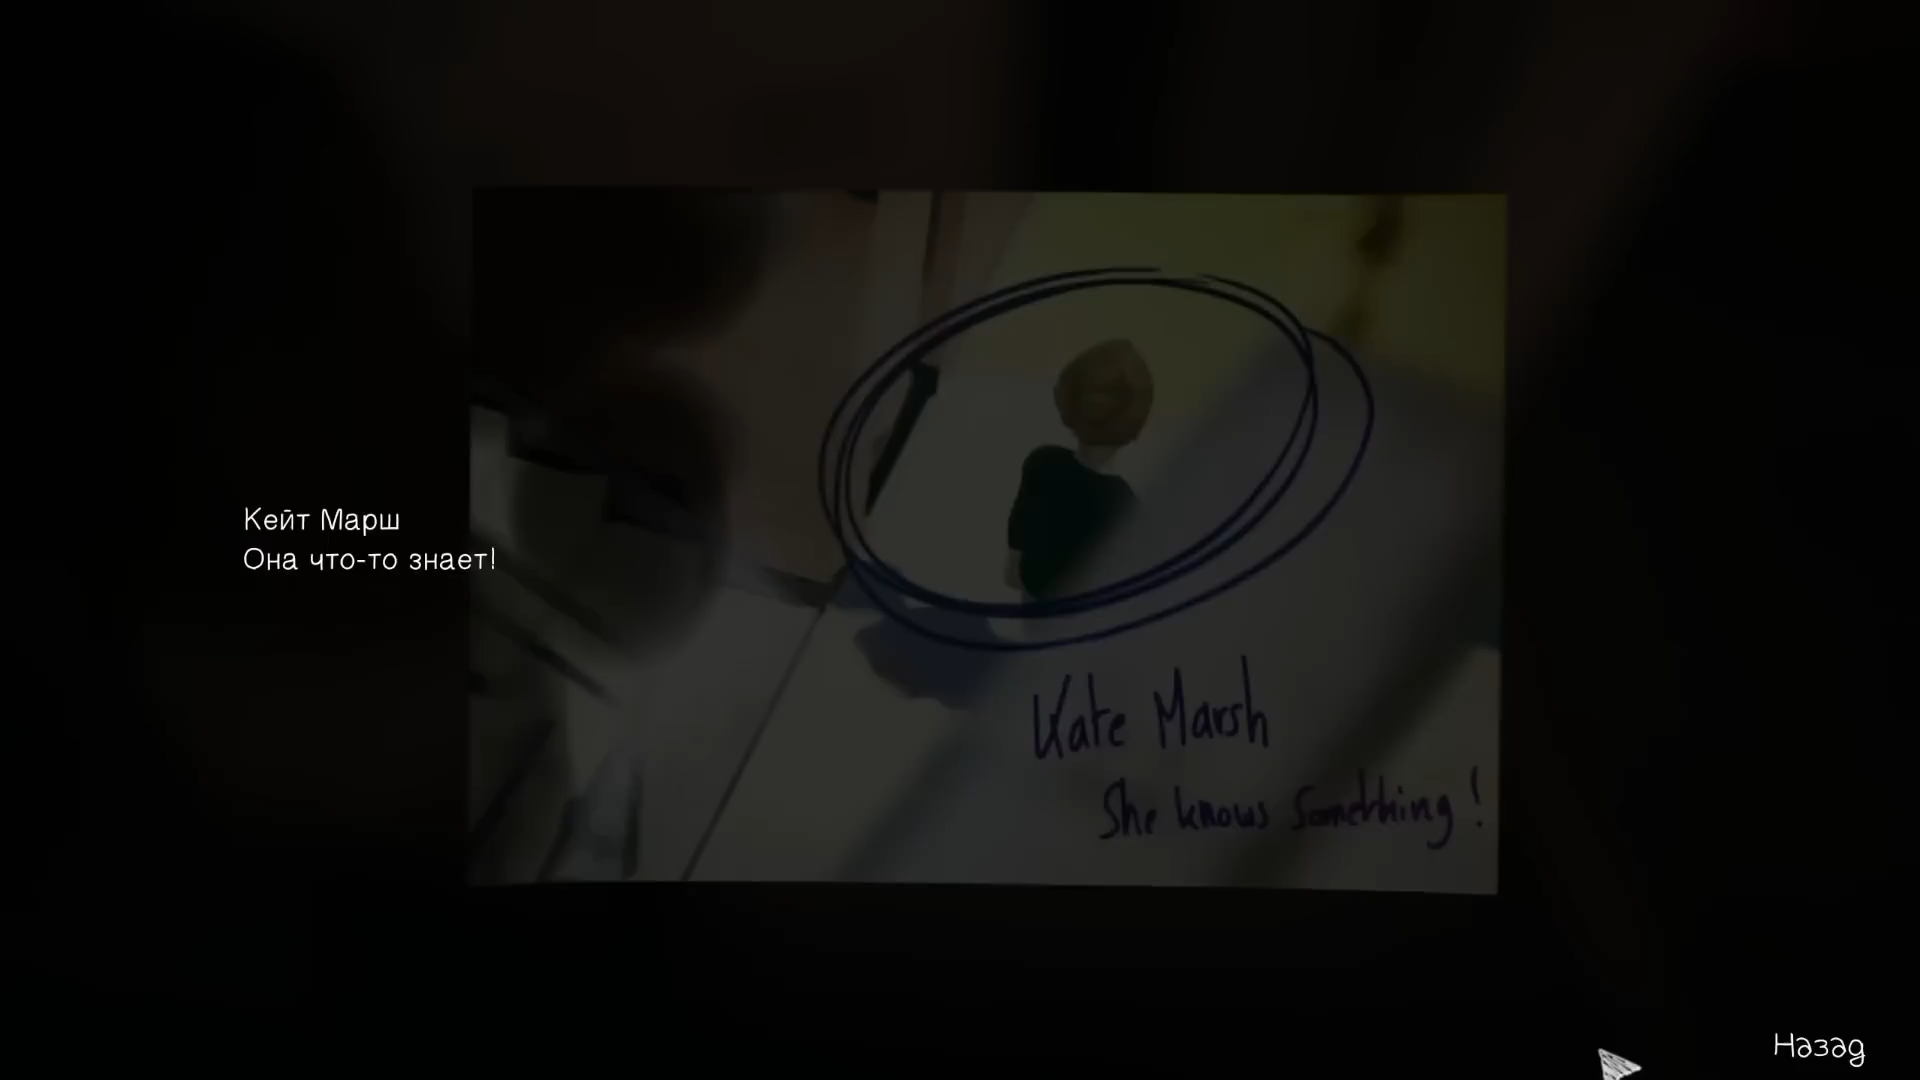 Кейт Марш
Она что-то знает!
Kate Marsh
She knows Something!
Назад